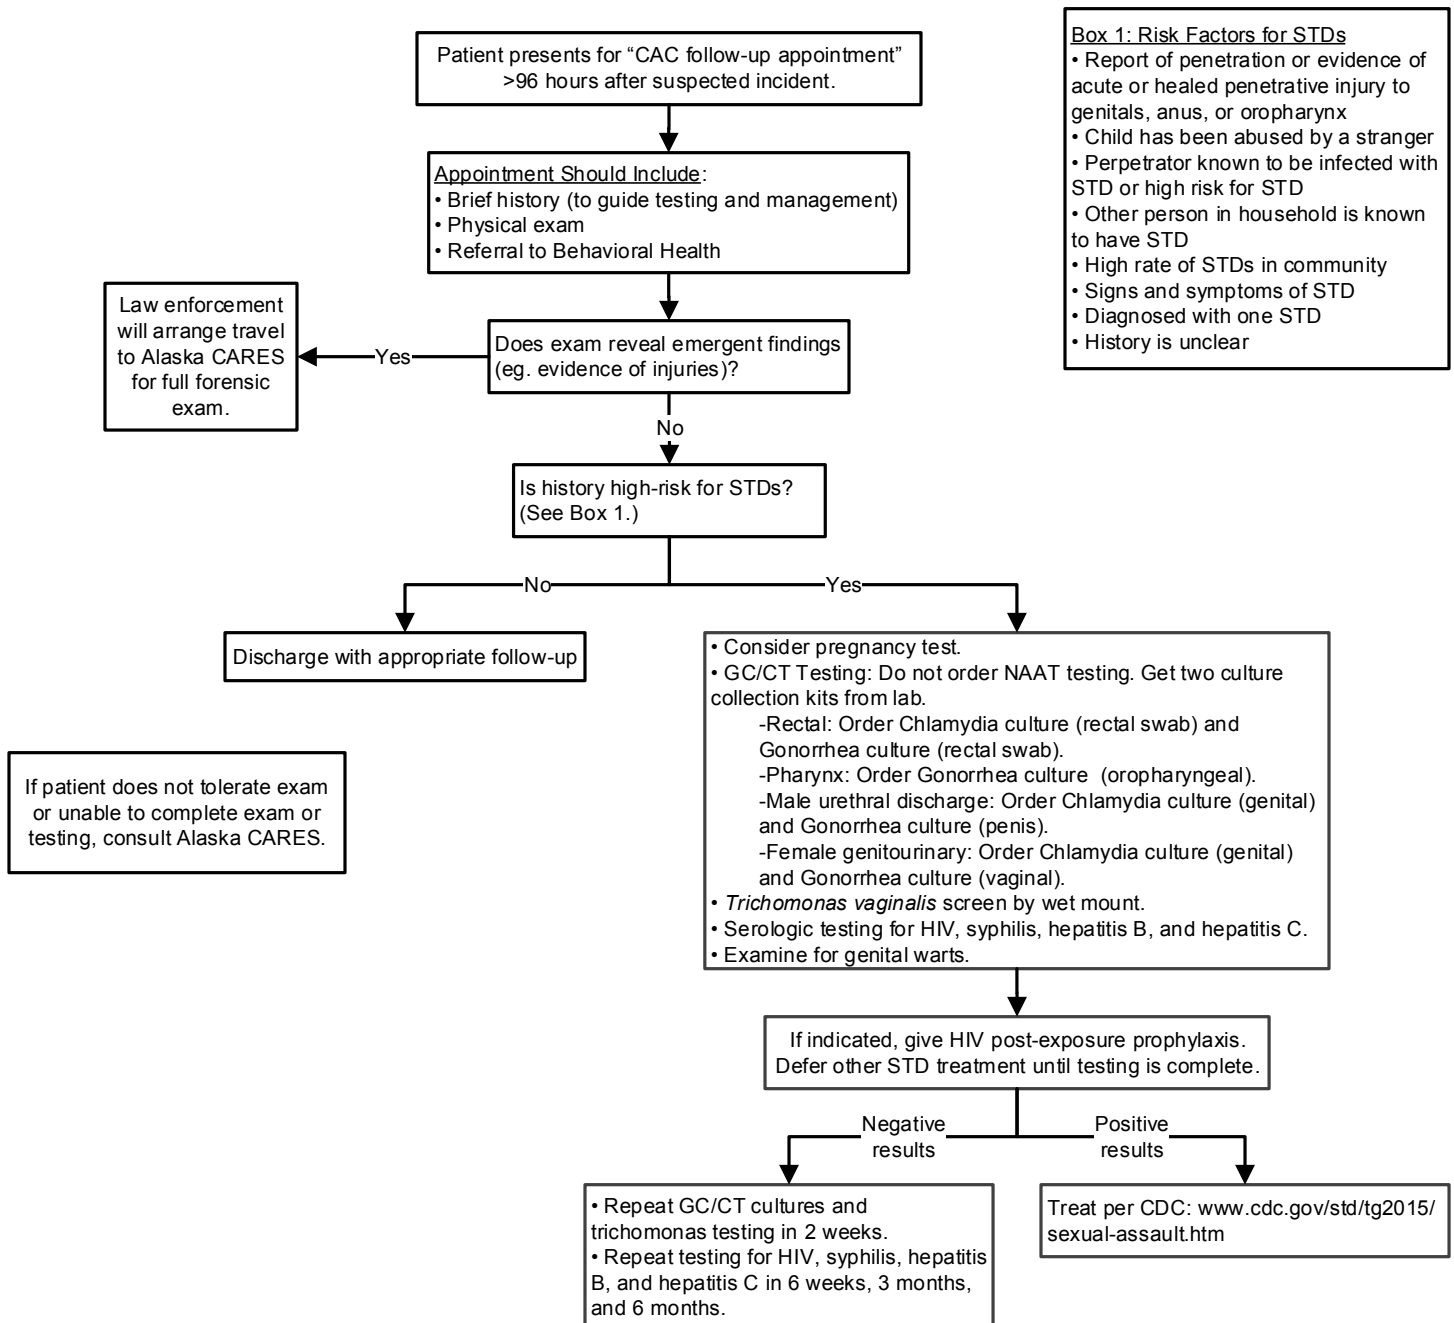 Patient presents for “CAC follow-up appointment”
>96 hours after suspected incident.
Box 1: Risk Factors for STDs
• Report of penetration or evidence of
acute or healed penetrative injury to
genitals, anus, or oropharynx
• Child has been abused by a stranger
• Perpetrator known to be infected with
STD or high risk for STD
• Other person in household is known
to have STD
• High rate of STDs in community
• Signs and symptoms of STD
• Diagnosed with one STD
• History is unclear
Appointment Should Include:
• Brief history (to guide testing and management)
• Physical exam
• Referral to Behavioral Health
Does exam reveal emergent findings
(eg. evidence of injuries)?
Yes
Law enforcement
will arrange travel
to Alaska CARES
for full forensic
exam.
No
Is history high-risk for STDs?
(See Box 1.)
No
Yes
Discharge with appropriate follow-up
• Consider pregnancy test.
• GC/CT Testing: Do not order NAAT testing. Get two culture
collection kits from lab.
-Rectal: Order Chlamydia culture (rectal swab) and
Gonorrhea culture (rectal swab).
-Pharynx: Order Gonorrhea culture (oropharyngeal).
-Male urethral discharge: Order Chlamydia culture (genital)
and Gonorrhea culture (penis).
-Female genitourinary: Order Chlamydia culture (genital)
and Gonorrhea culture (vaginal).
• Trichomonas vaginalis screen by wet mount.
• Serologic testing for HIV, syphilis, hepatitis B, and hepatitis C.
• Examine for genital warts.
If patient does not tolerate exam
or unable to complete exam or
testing, consult Alaska CARES.
If indicated, give HIV post-exposure prophylaxis.
Defer other STD treatment until testing is complete.
Negative
results
Positive
results
• Repeat GC/CT cultures and
trichomonas testing in 2 weeks.
• Repeat testing for HIV, syphilis, hepatitis
B, and hepatitis C in 6 weeks, 3 months,
and 6 months.
Treat per CDC: www.cdc.gov/std/tg2015/
sexual-assault.htm